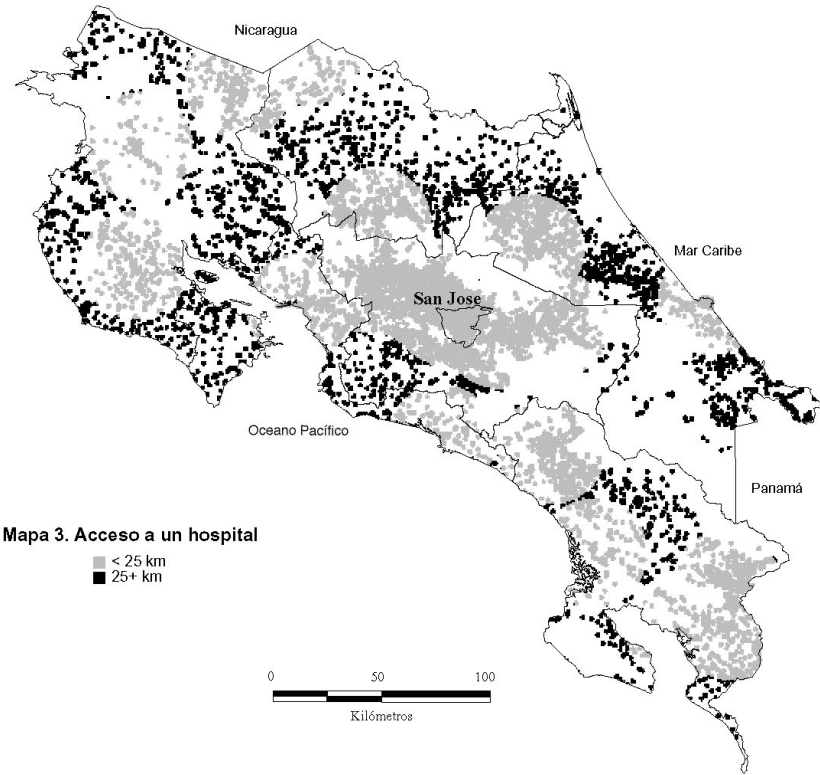 Nicaragua
Mar Caribe
San Jose
Oceano Pacífico
Panamá
Mapa 3. Acceso a un hospital
< 25 km
25+ km
0 50 100
Kilómetros